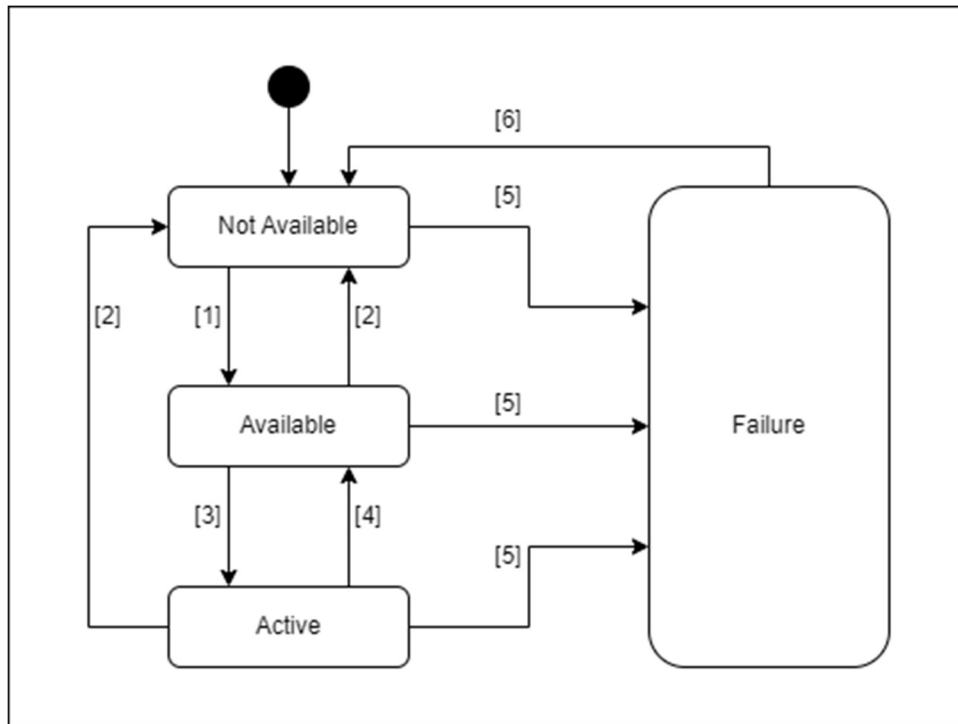 [6]
[5]
Not Available
[2]
[1]
[2]
[5]
Available
Failure
[3]
[4]
[5]
Active